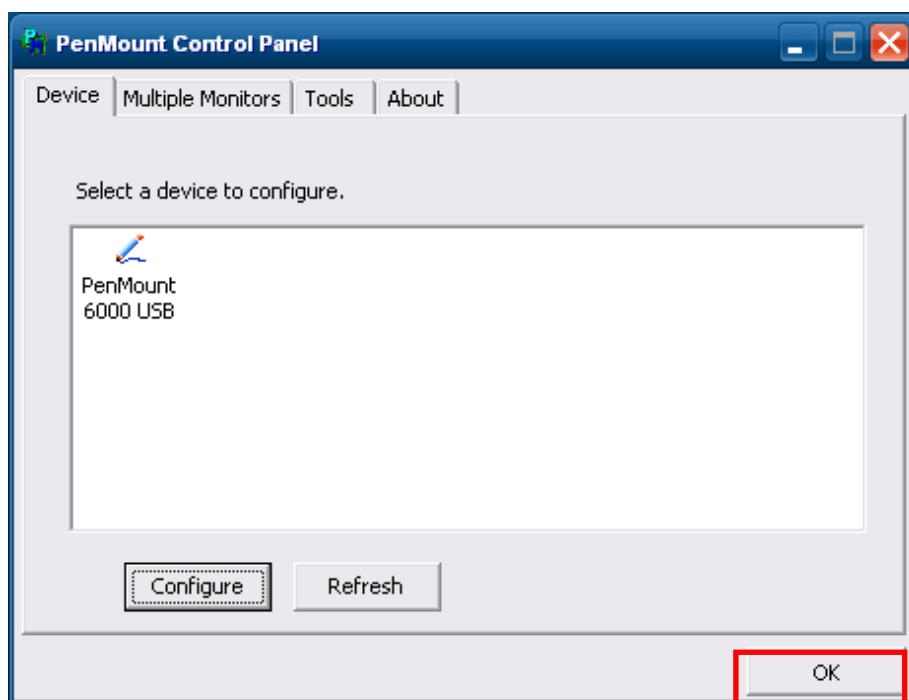 PenMount Control Panel
Device Multiple Monitors Tools About
Select a device to configure.
PenMount
6000 USB
Configure Refresh
OK